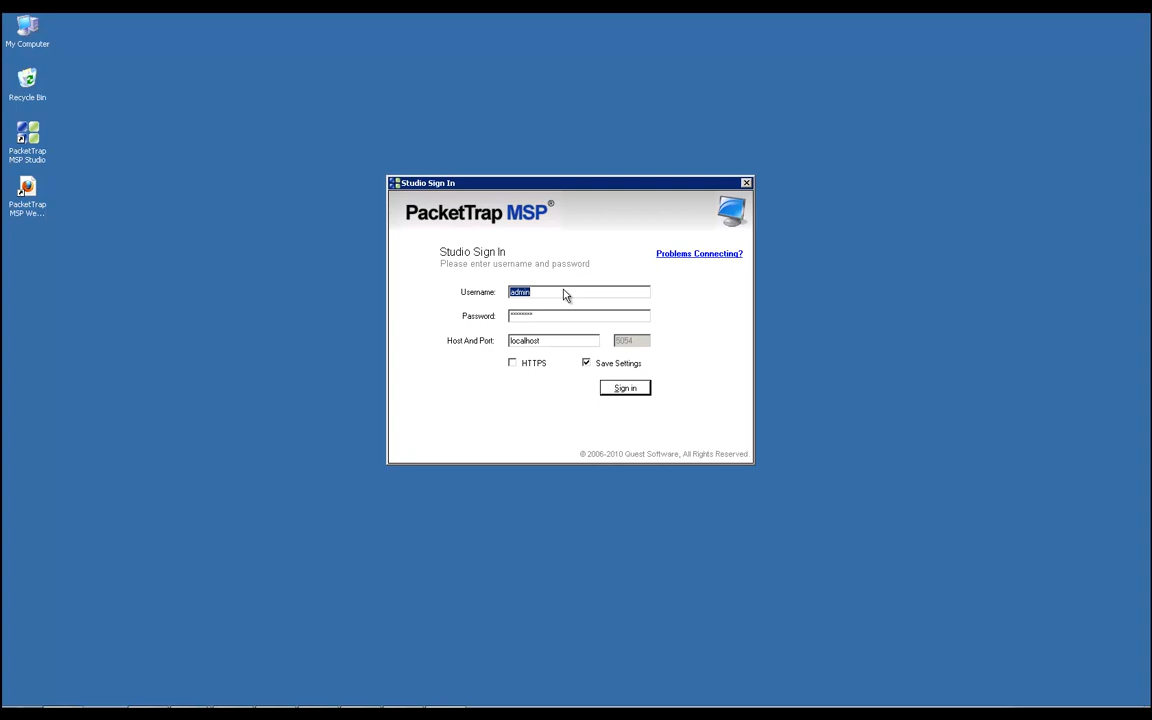 My Computer
Recycle Bin
PacketTrap
MSP Studio
PacketTrap
MSP We...
Studio Sign In
PacketTrap MSP®
Studio Sign In
Please enter username and password
Problems Connecting?
Username: admin
Password: ********
Host And Port: localhost 5054
HTTPS Save Settings
Sign in
© 2006-2010 Quest Software, All Rights Reserved.